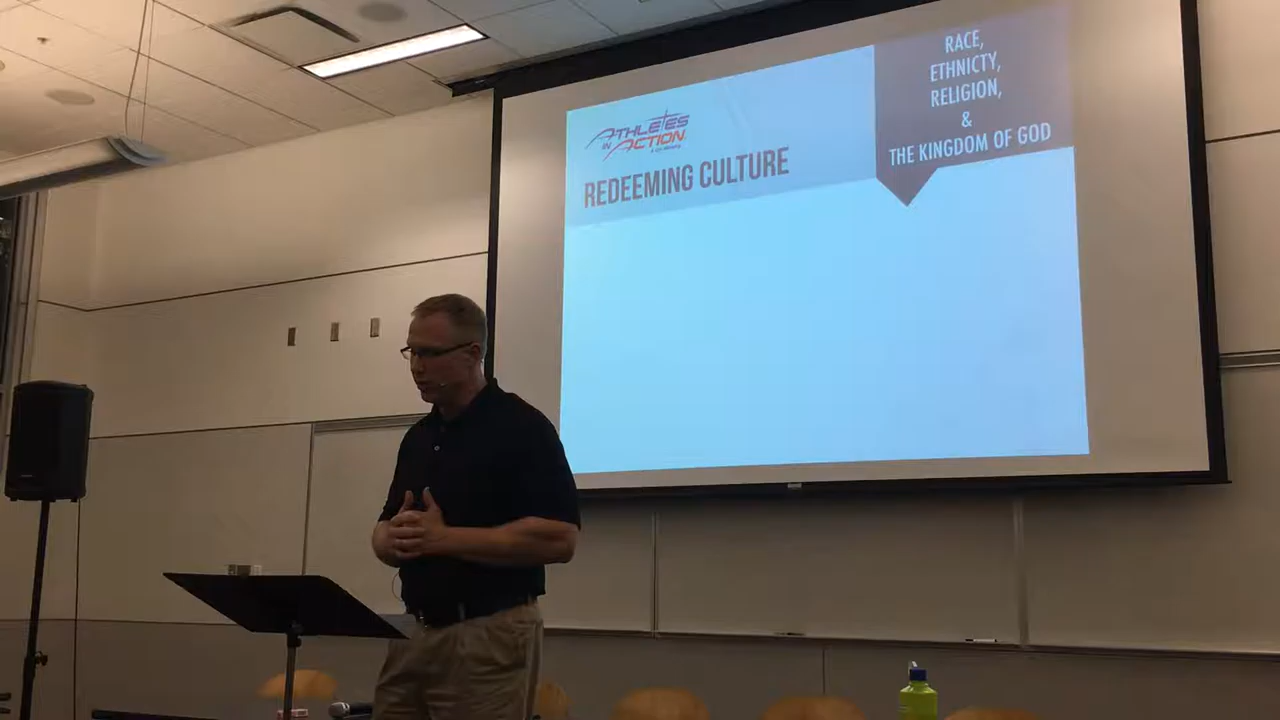 ATHLETES
IN ACTION
REDEEMING CULTURE
RACE,
ETHNICTY,
RELIGION,
&
THE KINGDOM OF GOD